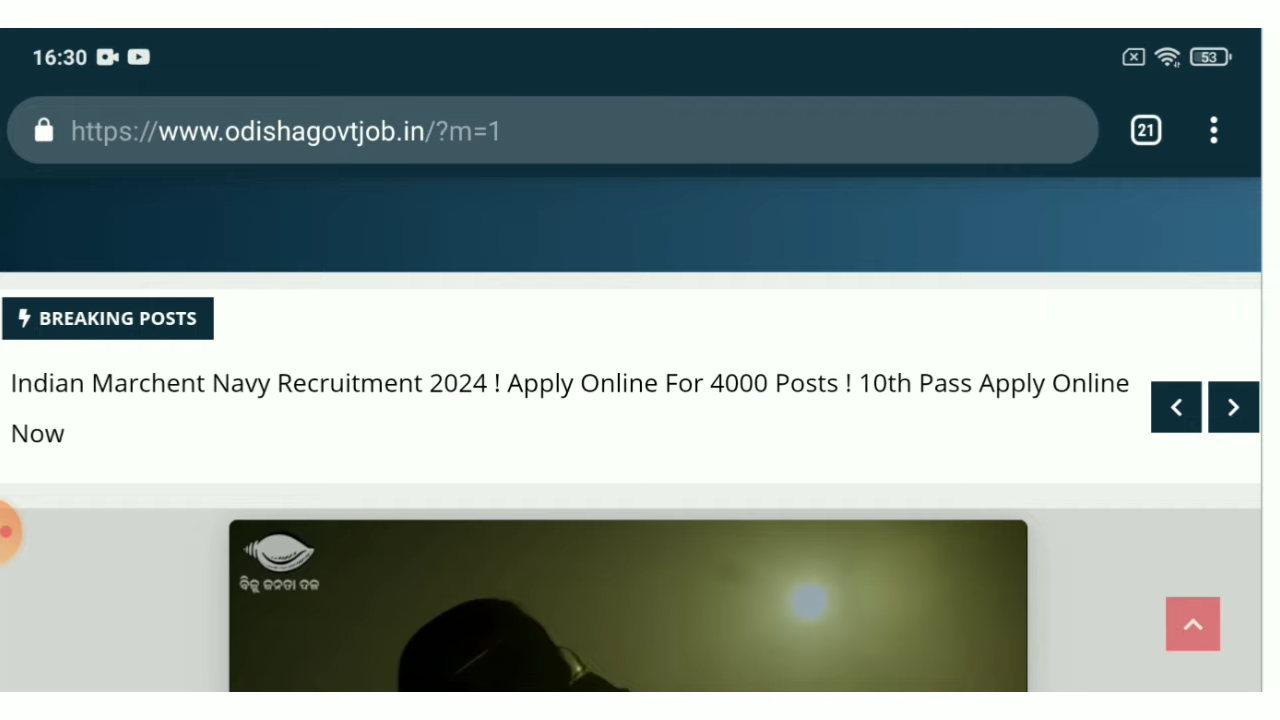 16:30
53
https://www.odishagovtjob.in/?m=1
21
BREAKING POSTS
Indian Marchent Navy Recruitment 2024 ! Apply Online For 4000 Posts ! 10th Pass Apply Online
Now
ବିଜୁ ଜନତା ଦଳ